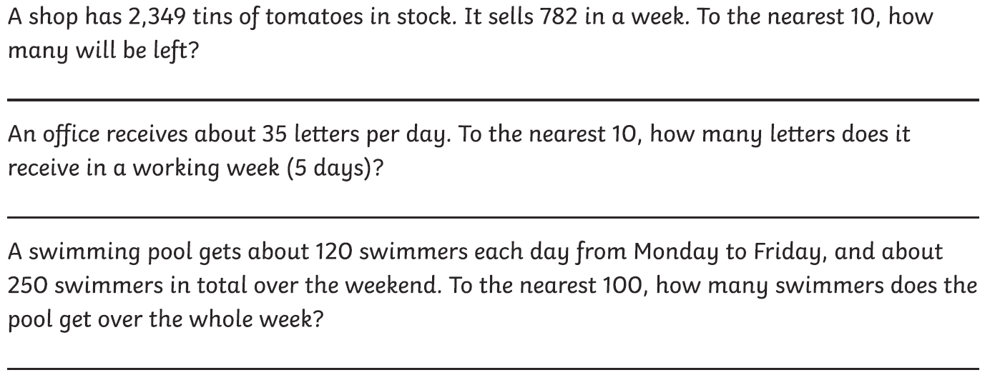 A shop has 2,349 tins of tomatoes in stock. It sells 782 in a week. To the nearest 10, how
many will be left?
An office receives about 35 letters per day. To the nearest 10, how many letters does it
receive in a working week (5 days)?
A swimming pool gets about 120 swimmers each day from Monday to Friday, and about
250 swimmers in total over the weekend. To the nearest 100, how many swimmers does the
pool get over the whole week?